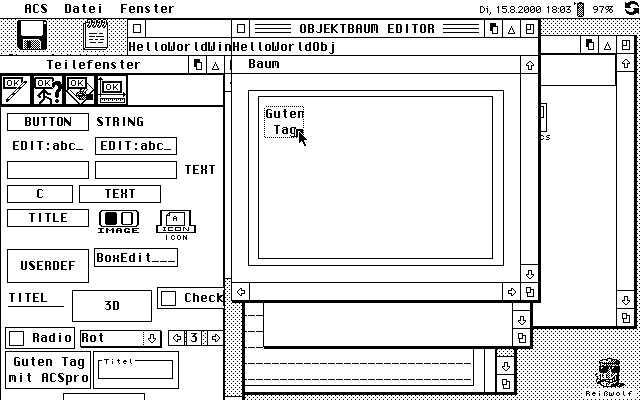 ACS Datei Fenster Di, 15.8.2000 18:03 97%
OBJEKTBAUM EDITOR
HelloWorldWin HelloWorldObj
Teilefenster
Baum
OK OK OK OK
BUTTON STRING
EDIT:abc_ EDIT:abc_
TEXT
C TEXT
TITLE IMAGE ICON
USERDEF BoxEdit___
TITEL 3D Check
Radio Rot 3
Guten Tag
mit ACSpro
Titel
Guten
Tag
cs
Reißwolf